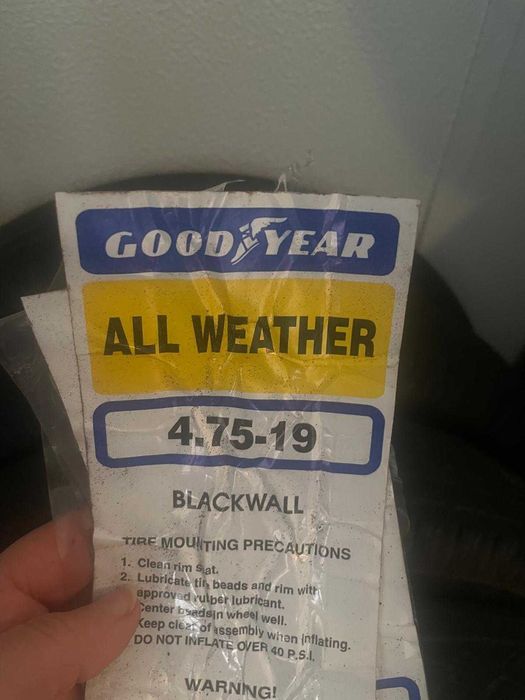 GOOD YEAR
ALL WEATHER
4.75-19
BLACKWALL
TIRE MOUNTING PRECAUTIONS
1. Clean rim seat.
2. Lubricate tire beads and rim with
approved rubber lubricant.
Center beads in wheel well.
Keep clear of assembly when inflating.
DO NOT INFLATE OVER 40 P.S.I.
WARNING!